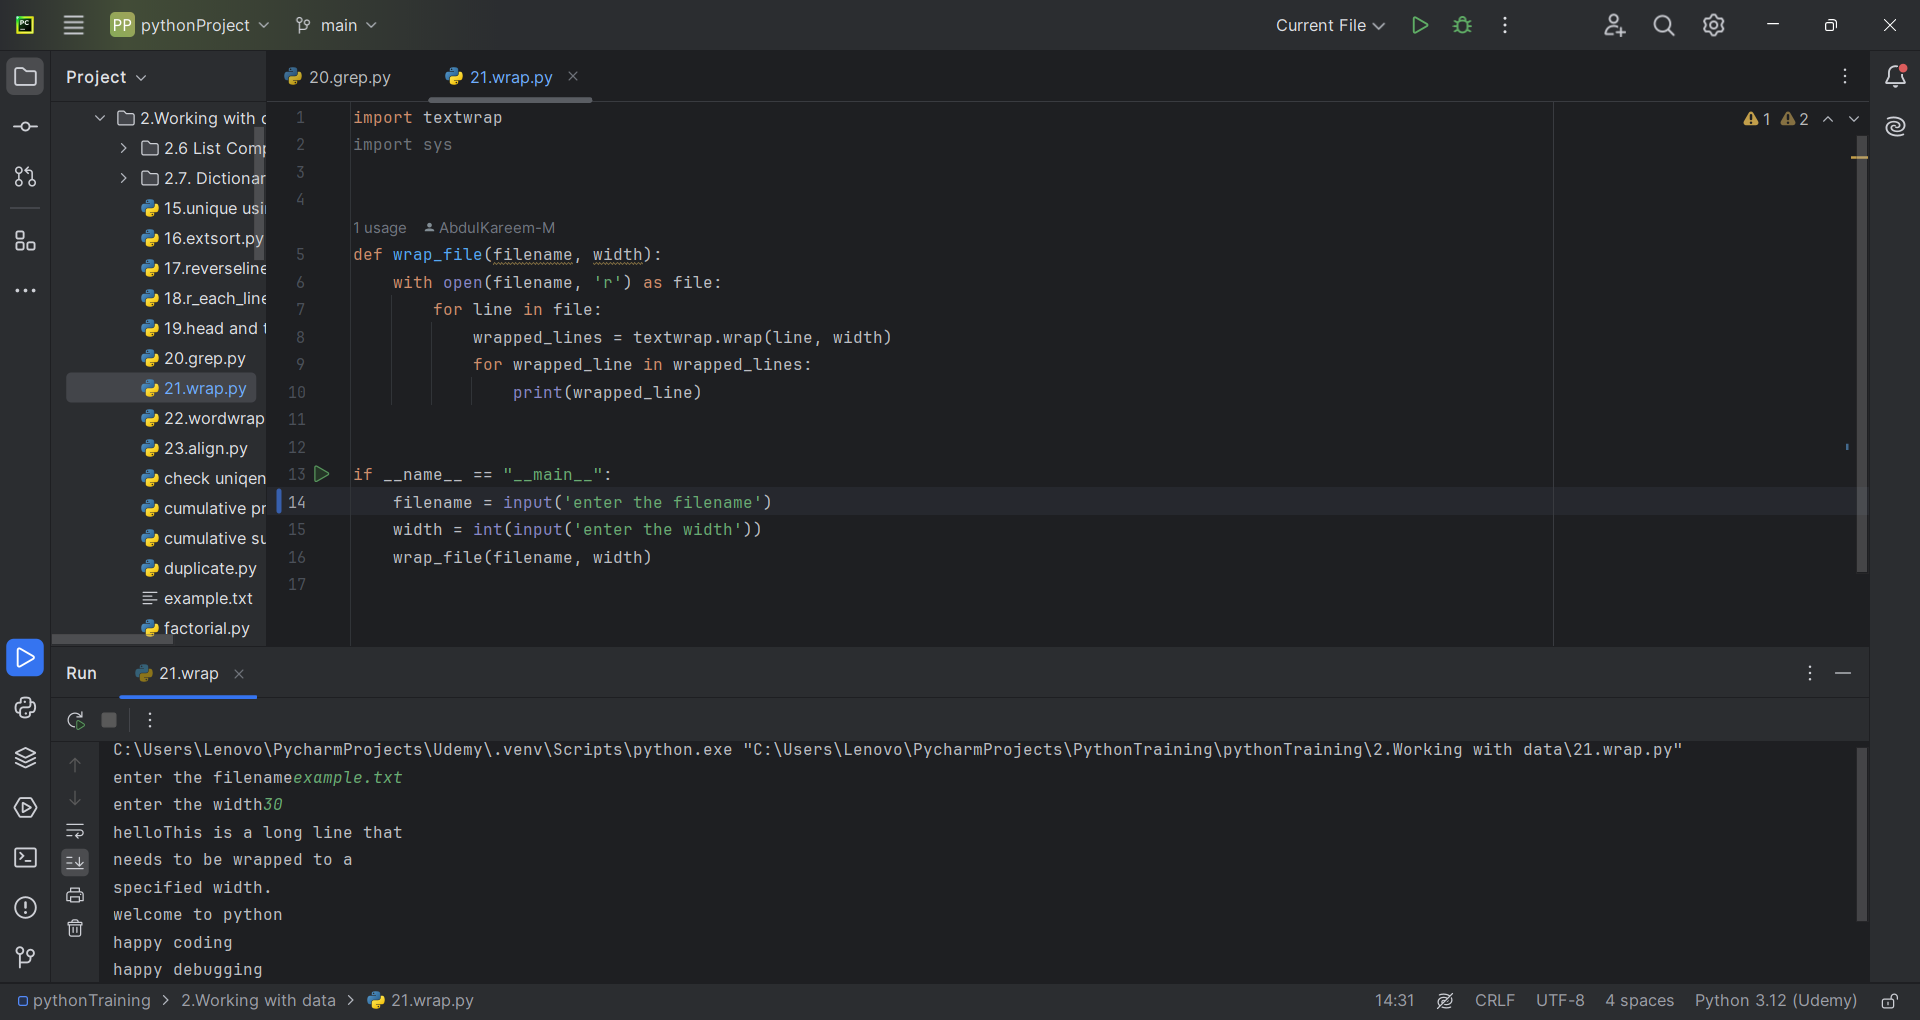 PP pythonProject main Current File
Project
20.grep.py 21.wrap.py
2.Working with
2.6 List Comp
2.7. Dictionar
15.unique usi
16.extsort.py
17.reverseline
18.r_each_line
19.head and
20.grep.py
21.wrap.py
22.wordwrap
23.align.py
check uniqen
cumulative pr
cumulative su
duplicate.py
example.txt
factorial.py
1 import textwrap
2 import sys
3
4
1 usage AbdulKareem-M
5 def wrap_file(filename, width):
6 with open(filename, 'r') as file:
7 for line in file:
8 wrapped_lines = textwrap.wrap(line, width)
9 for wrapped_line in wrapped_lines:
10 print(wrapped_line)
11
12
13 if __name__ == "__main__":
14 filename = input('enter the filename')
15 width = int(input('enter the width'))
16 wrap_file(filename, width)
17
1 2
Run 21.wrap
C:\Users\Lenovo\PycharmProjects\Udemy\.venv\Scripts\python.exe "C:\Users\Lenovo\PycharmProjects\PythonTraining\pythonTraining\2.Working with data\21.wrap.py"
enter the filenameexample.txt
enter the width30
helloThis is a long line that
needs to be wrapped to a
specified width.
welcome to python
happy coding
happy debugging
pythonTraining > 2.Working with data > 21.wrap.py 14:31 CRLF UTF-8 4 spaces Python 3.12 (Udemy)